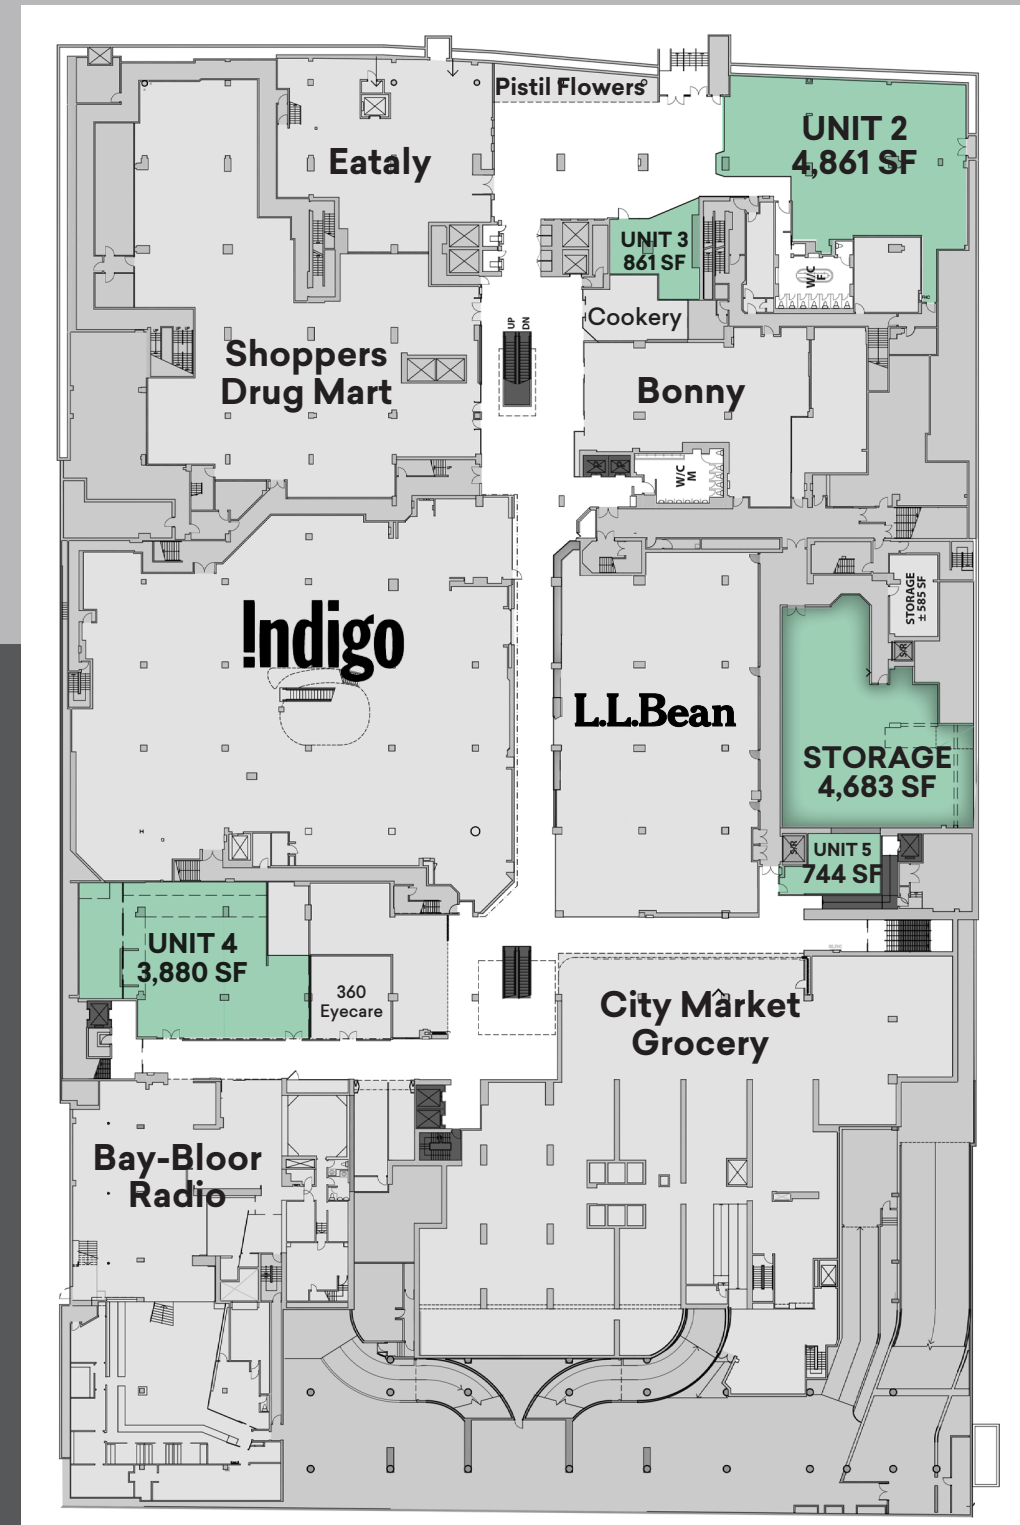 Pistil Flowers
UNIT 2
4,861 SF
Eataly
UNIT 3
861 SF
W/C
F
Cookery
UP
DN
Shoppers
Drug Mart
Bonny
W/C
M
Indigo
STORAGE
± 585 SF
S/R
L.L.Bean
STORAGE
4,683 SF
S/R
UNIT 5
744 SF
UNIT 4
3,880 SF
360
Eyecare
City Market
Grocery
Bay-Bloor
Radio